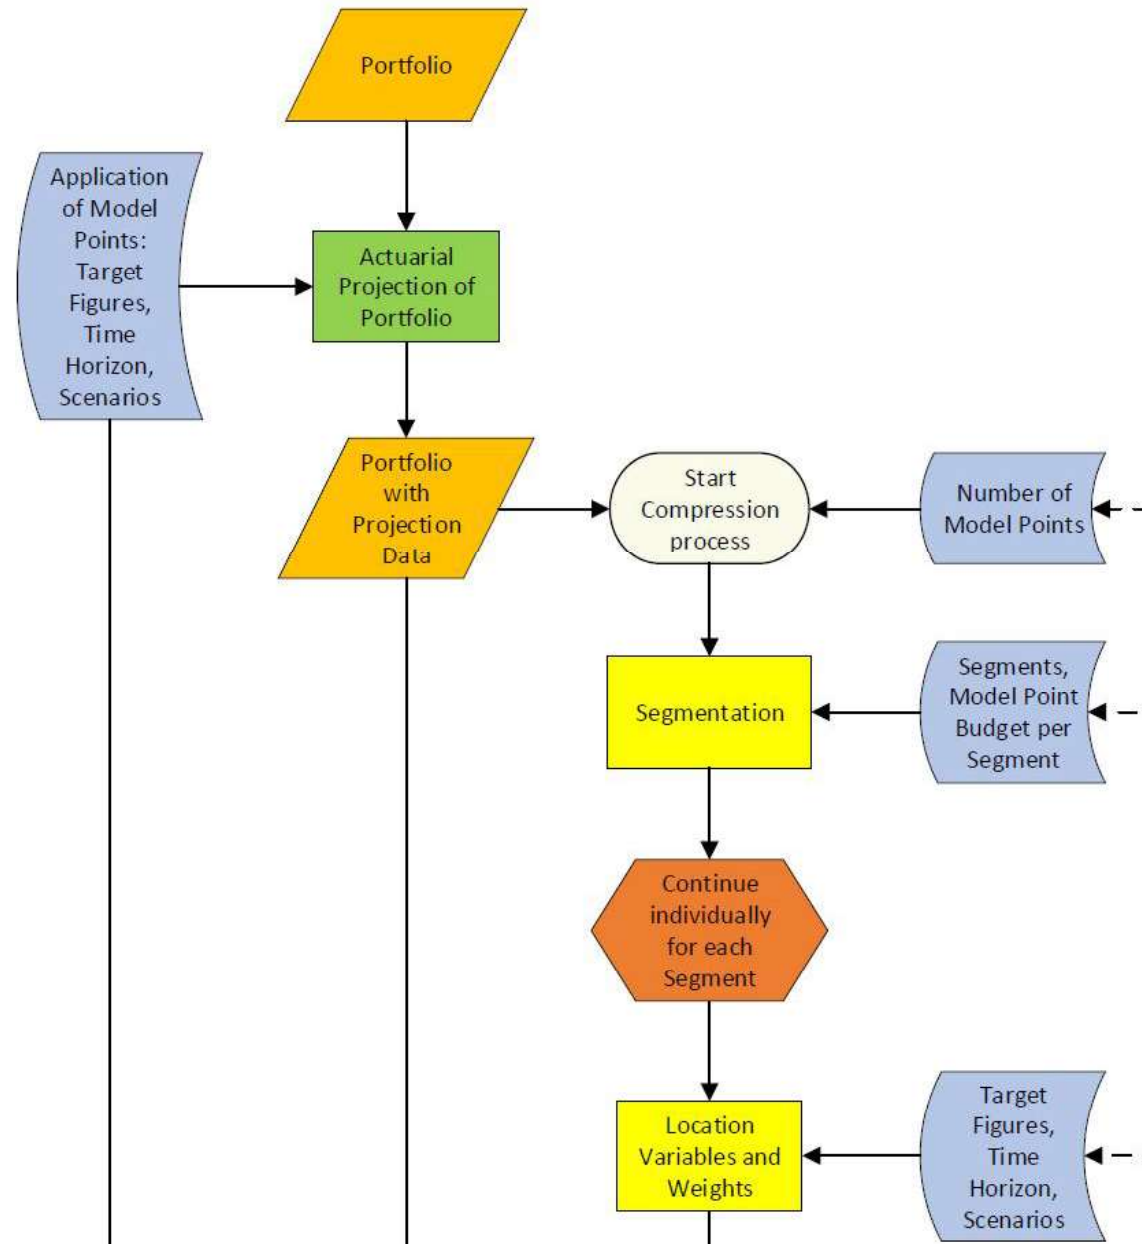 Portfolio
Application
of Model
Points:
Target
Figures,
Time
Horizon,
Scenarios
Actuarial
Projection of
Portfolio
Portfolio
with
Projection
Data
Start
Compression
process
Number of
Model Points
Segmentation
Segments,
Model Point
Budget per
Segment
Continue
individually
for each
Segment
Location
Variables and
Weights
Target
Figures,
Time
Horizon,
Scenarios